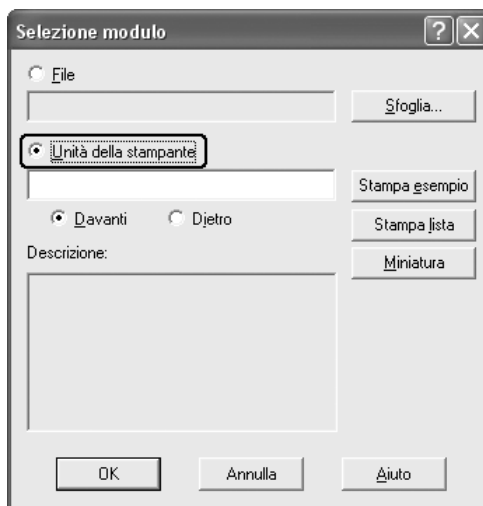 Selezione modulo
File
Sfoglia...
Unità della stampante
Stampa esempio
Davanti Dietro
Stampa lista
Descrizione:
Miniatura
OK Annulla Aiuto